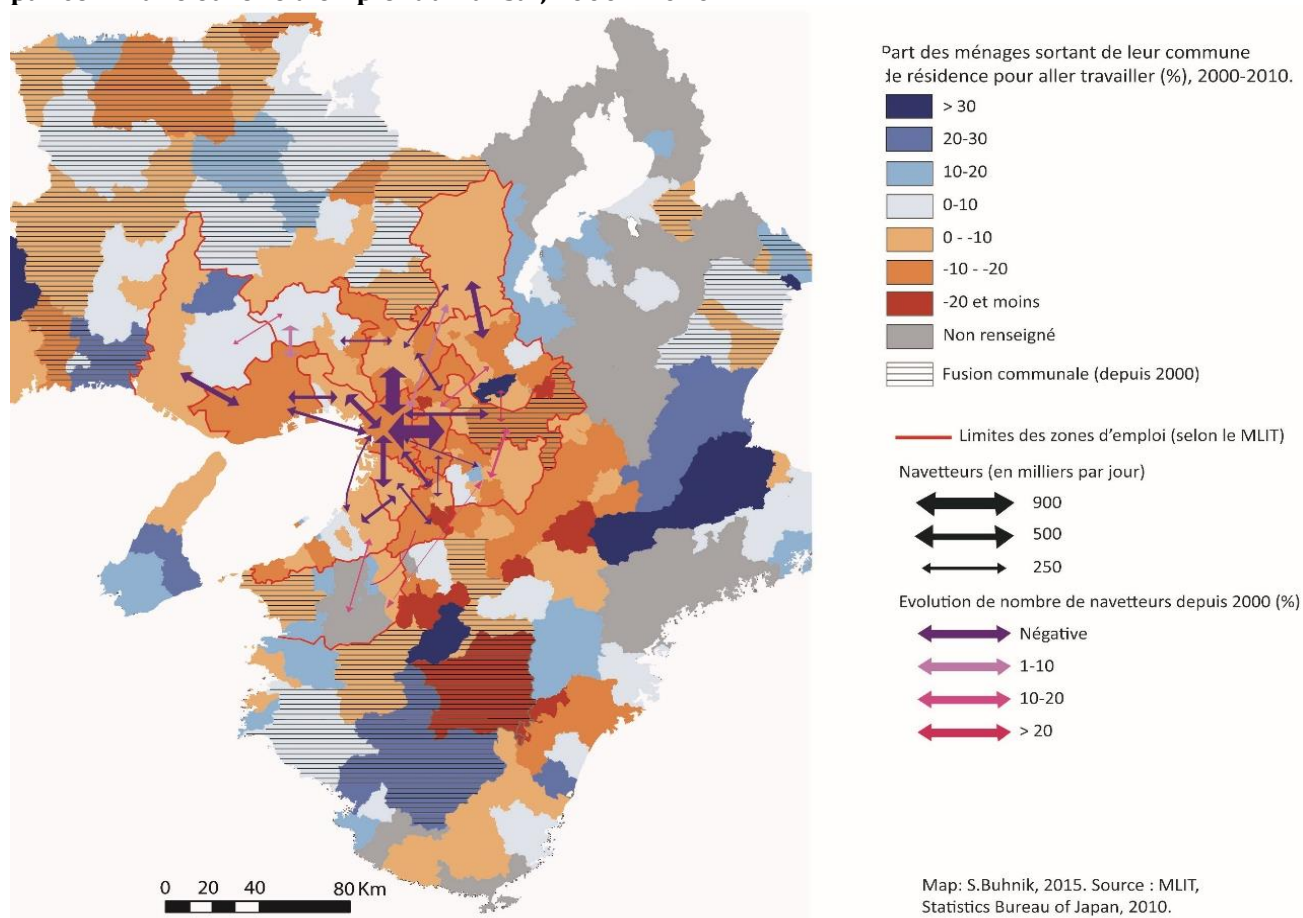 Part des ménages sortant de leur commune
de résidence pour aller travailler (%), 2000-2010.
> 30
20-30
10-20
0-10
0 - -10
-10 - -20
-20 et moins
Non renseigné
Fusion communale (depuis 2000)
Limites des zones d'emploi (selon le MLIT)
Navetteurs (en milliers par jour)
900
500
250
Evolution de nombre de navetteurs depuis 2000 (%)
Négative
1-10
10-20
> 20
0 20 40 80 Km
Map: S.Buhnik, 2015. Source : MLIT,
Statistics Bureau of Japan, 2010.